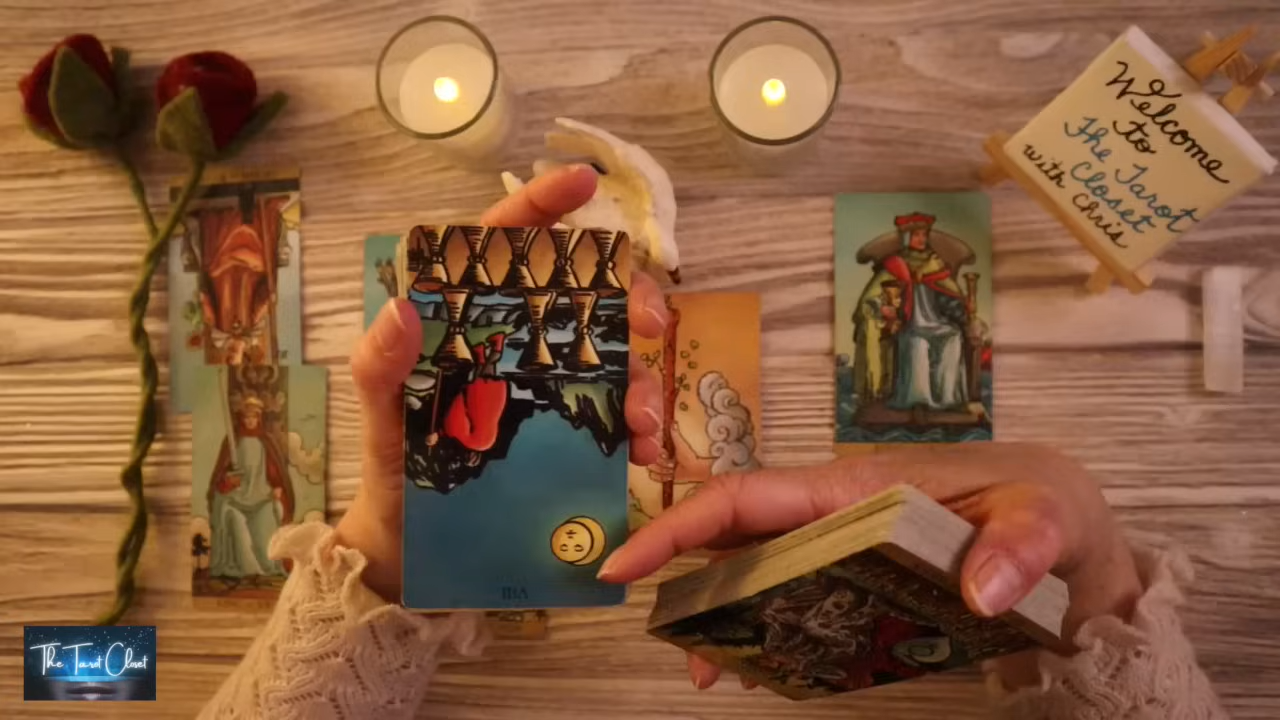 Welcome
to
The Tarot
Closet
with Chris
The Tarot Closet